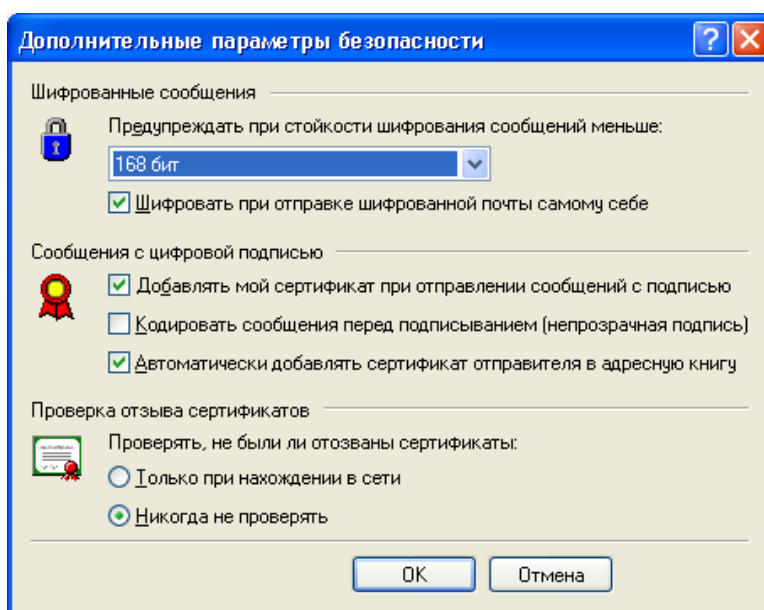 Дополнительные параметры безопасности
Шифрованные сообщения
Предупреждать при стойкости шифрования сообщений меньше:
168 бит
Шифровать при отправке шифрованной почты самому себе
Сообщения с цифровой подписью
Добавлять мой сертификат при отправлении сообщений с подписью
Кодировать сообщения перед подписыванием (непрозрачная подпись)
Автоматически добавлять сертификат отправителя в адресную книгу
Проверка отзыва сертификатов
Проверять, не были ли отозваны сертификаты:
Только при нахождении в сети
Никогда не проверять
OK Отмена